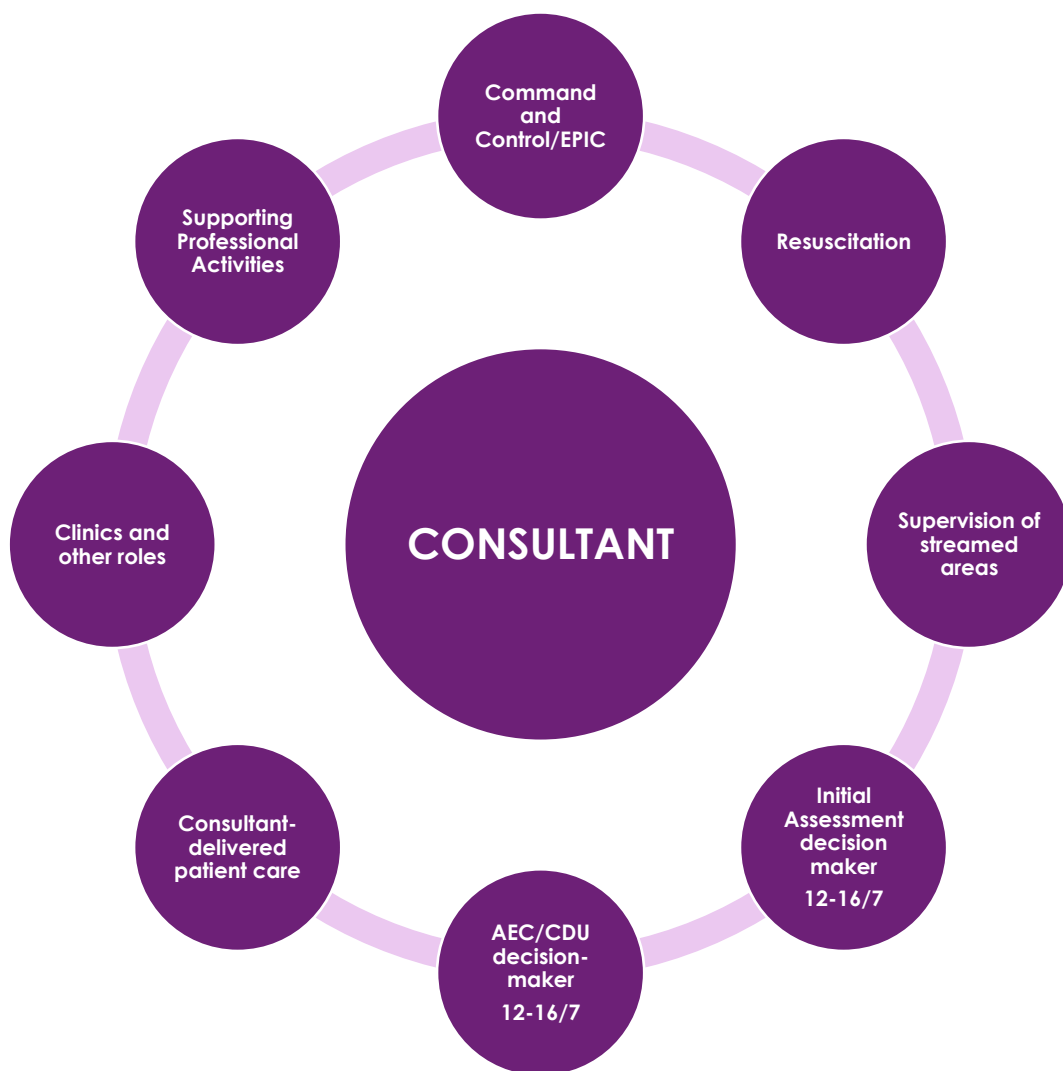 Command
and
Control/EPIC
Resuscitation
Supervision of
streamed
areas
Initial
Assessment
decision
maker
12-16/7
AEC/CDU
decision-
maker
12-16/7
Consultant-
delivered
patient care
Clinics and
other roles
Supporting
Professional
Activities
CONSULTANT